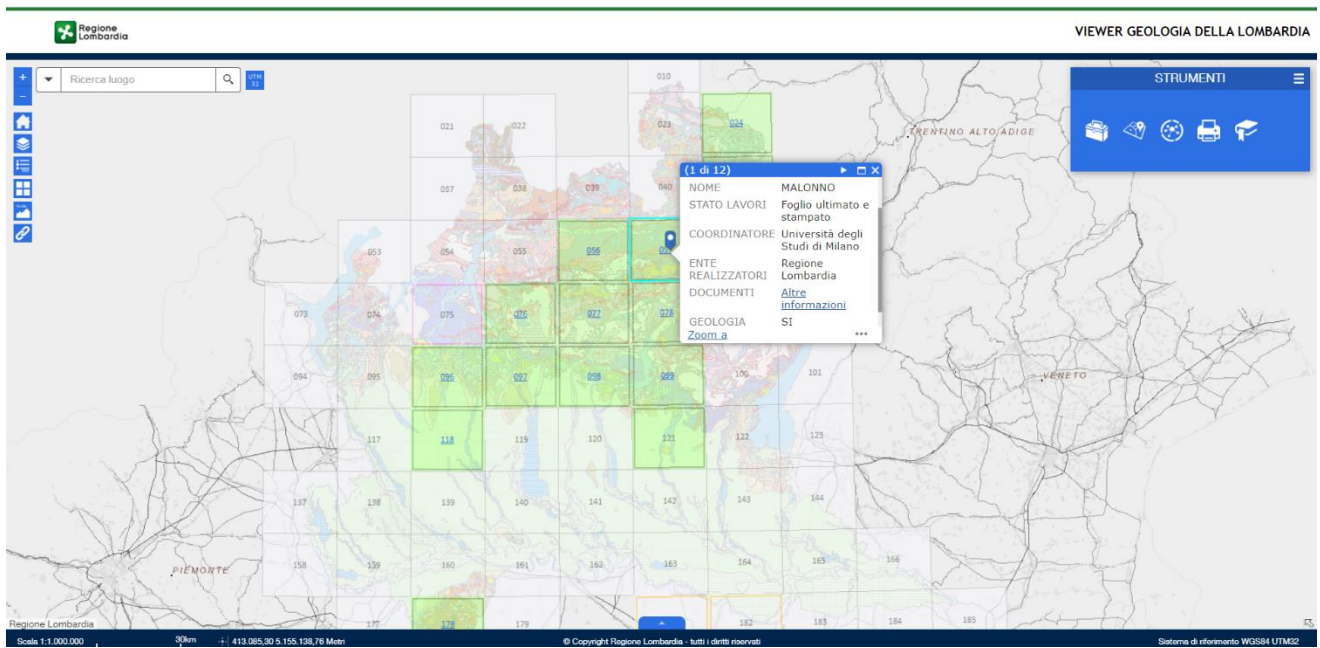 Regione
Lombardia
VIEWER GEOLOGIA DELLA LOMBARDIA
+
Ricerca luogo
UTM
32
−
STRUMENTI
010
021
022
023
024
TRENTINO ALTO ADIGE
037
038
039
040
(1 di 12)
NOME MALONNO
STATO LAVORI Foglio ultimato e
stampato
COORDINATORE Università degli
Studi di Milano
ENTE Regione
REALIZZATORI Lombardia
DOCUMENTI Altre
informazioni
GEOLOGIA SI
Zoom a ...
053
054
055
056
073
074
075
076
077
078
094
095
096
097
098
099
100
101
VENETO
117
118
119
120
121
122
123
137
138
139
140
141
142
143
144
PIEMONTE
158
159
160
161
162
163
164
165
166
177
178
179
182
183
184
185
Regione Lombardia
Scala 1:1.000.000
30km
413.085,30 5.155.138,76 Metri
© Copyright Regione Lombardia - tutti i diritti riservati
Sistema di riferimento WGS84 UTM32